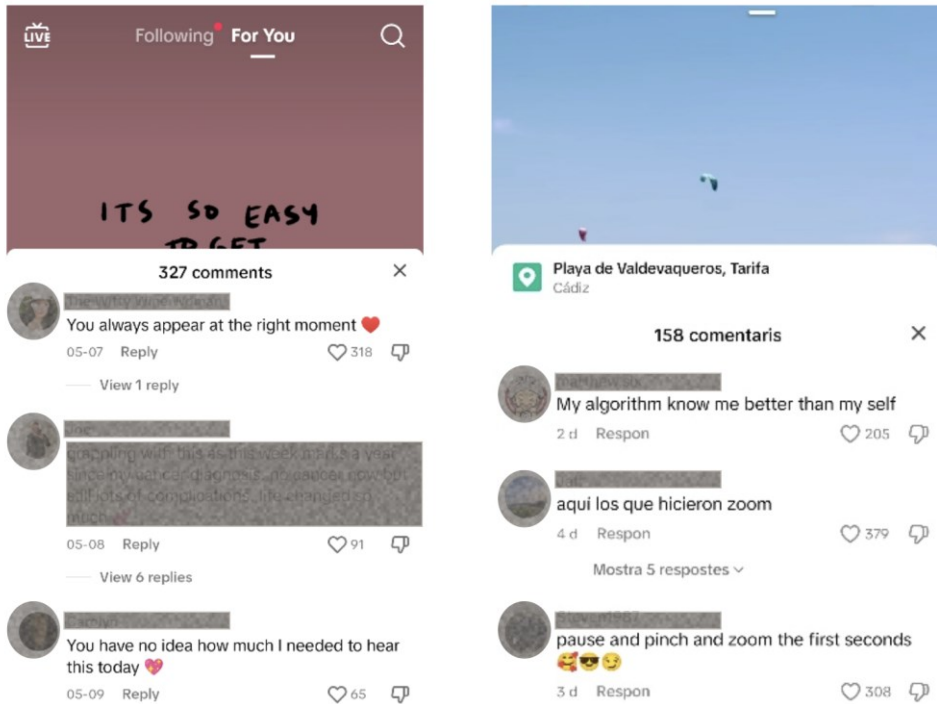 LIVE
Following
For You
ITS SO EASY
TO GET
327 comments
You always appear at the right moment ❤️
05-07 Reply
318
View 1 reply
05-08 Reply
91
View 6 replies
You have no idea how much I needed to hear
this today 💖
05-09 Reply
65
Playa de Valdevaqueros, Tarifa
Cádiz
158 comentaris
My algorithm know me better than my self
2 d Respon
205
aquí los que hicieron zoom
4 d Respon
379
Mostra 5 respostes
pause and pinch and zoom the first seconds
🥰😎😏
3 d Respon
308